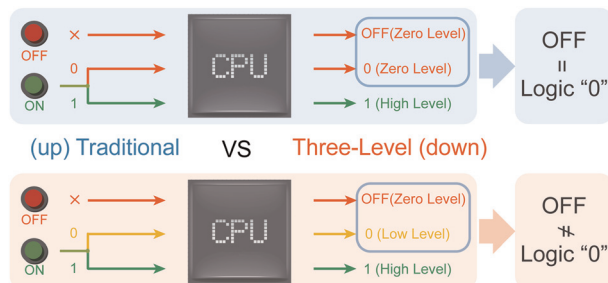 × OFF(Zero Level)
OFF
0 0 (Zero Level)
CPU
ON
1 1 (High Level)
OFF
=
Logic “0”
(up) Traditional VS Three-Level (down)
× OFF(Zero Level)
OFF
0 0 (Low Level)
CPU
ON
1 1 (High Level)
OFF
≠
Logic “0”